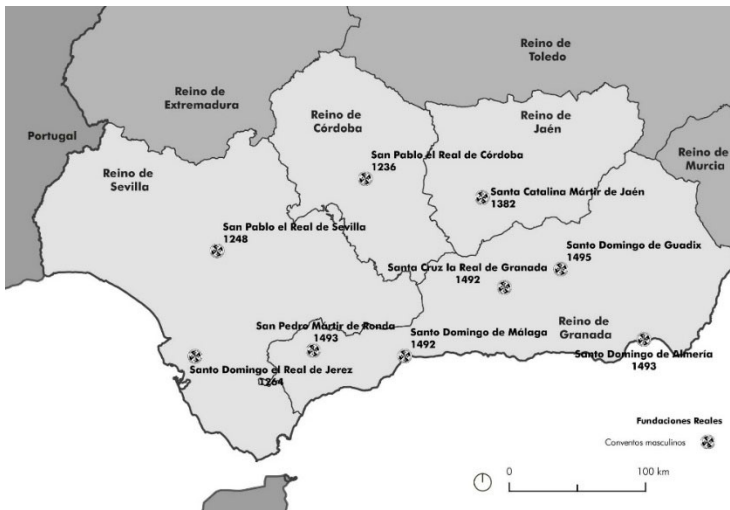 Reino de
Toledo
Reino de
Extremadura
Reino de
Córdoba
Reino de
Jaén
Portugal
Reino de
Sevilla
Reino de
Murcia
San Pablo el Real de Córdoba
1236
Santa Catalina Mártir de Jaén
1382
San Pablo el Real de Sevilla
1248
Santo Domingo de Guadix
1495
Santa Cruz la Real de Granada
1492
San Pedro Mártir de Ronda
1493
Santo Domingo de Málaga
1492
Reino de
Granada
Santo Domingo de Almería
1493
Santo Domingo el Real de Jerez
1264
Fundaciones Reales
Conventos masculinos
0
100 km